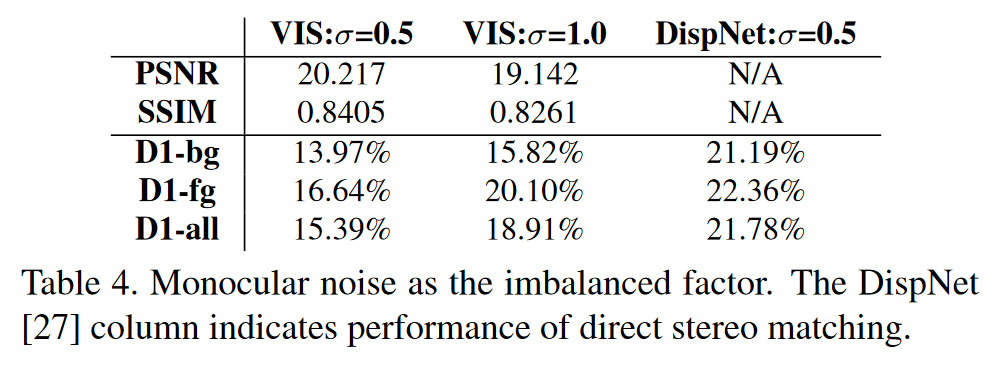 VIS:σ=0.5 VIS:σ=1.0 DispNet:σ=0.5
PSNR 20.217 19.142 N/A
SSIM 0.8405 0.8261 N/A
D1-bg 13.97% 15.82% 21.19%
D1-fg 16.64% 20.10% 22.36%
D1-all 15.39% 18.91% 21.78%
Table 4. Monocular noise as the imbalanced factor. The DispNet
[27] column indicates performance of direct stereo matching.